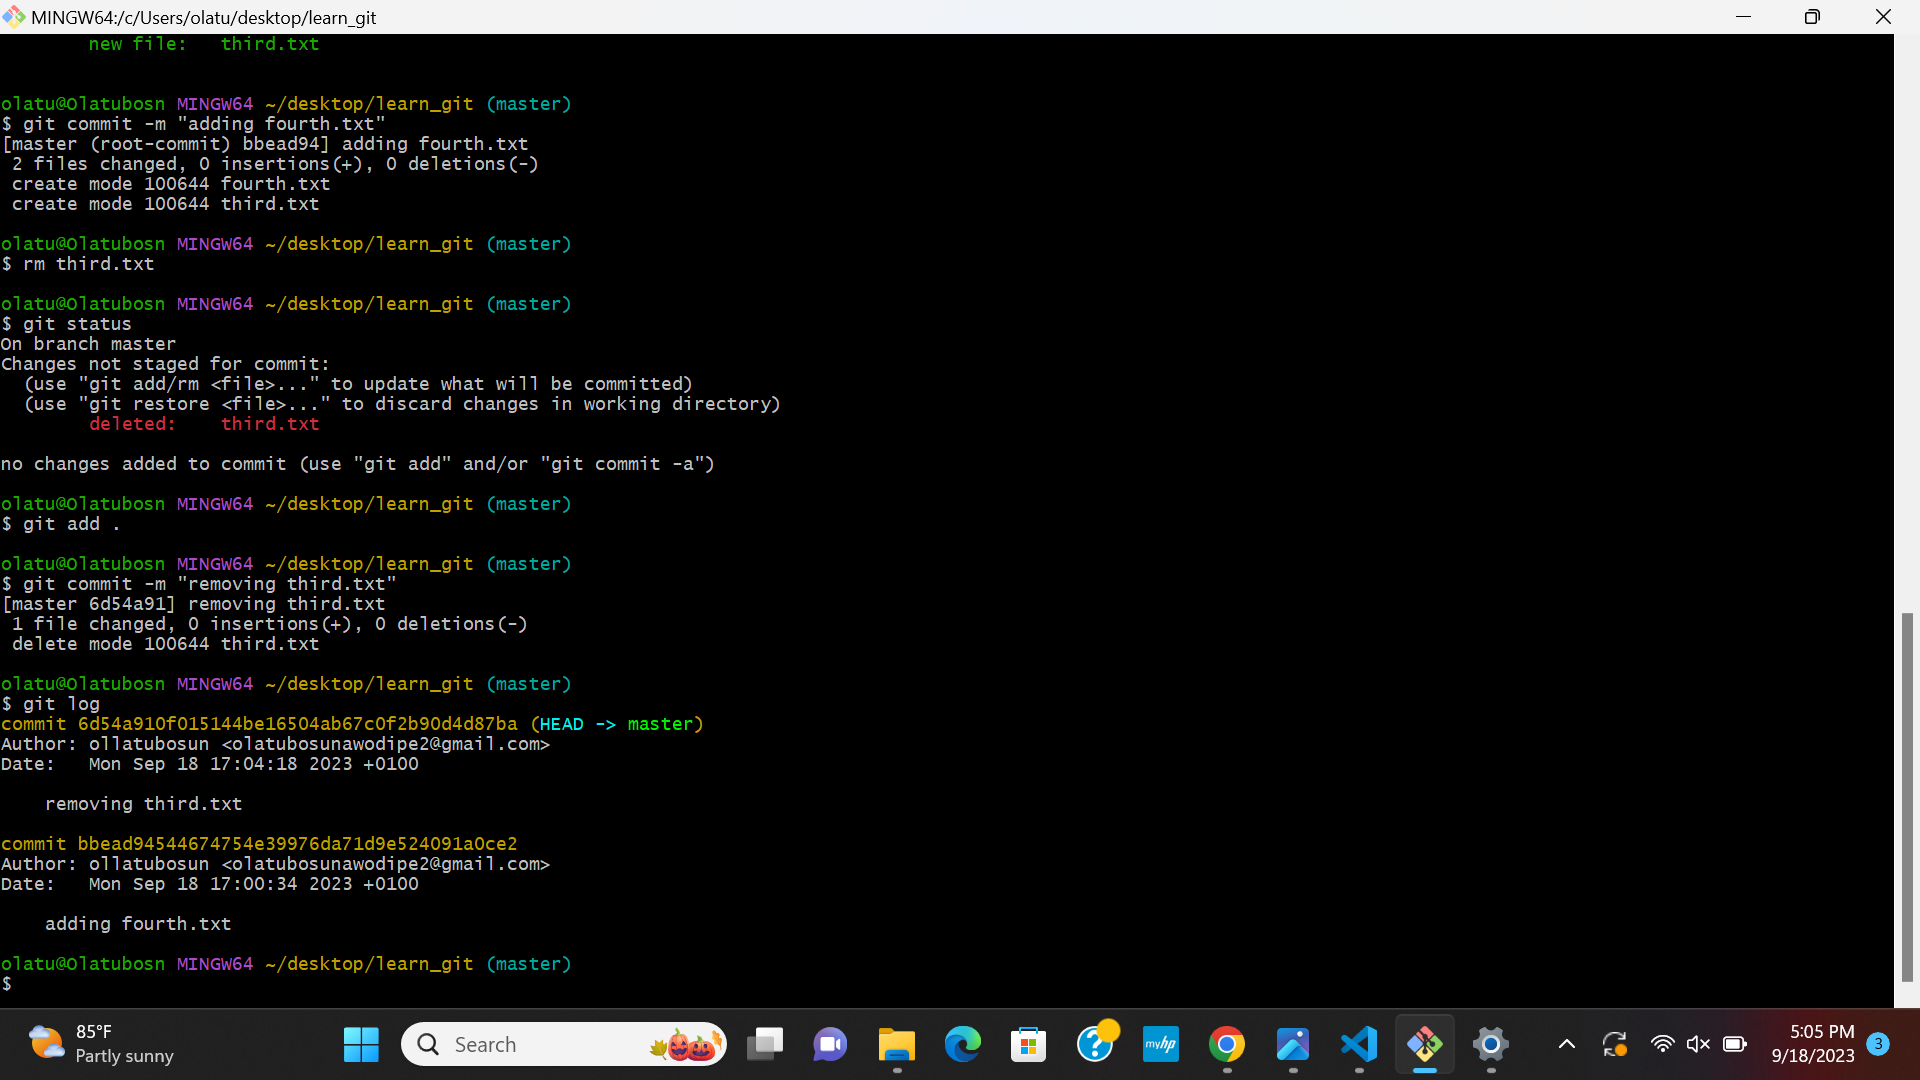 MINGW64:/c/Users/olatu/desktop/learn_git
new file:   third.txt
olatu@Olatubosn MINGW64 ~/desktop/learn_git (master)
$ git commit -m "adding fourth.txt"
[master (root-commit) bbead94] adding fourth.txt
2 files changed, 0 insertions(+), 0 deletions(-)
create mode 100644 fourth.txt
create mode 100644 third.txt
olatu@Olatubosn MINGW64 ~/desktop/learn_git (master)
$ rm third.txt
olatu@Olatubosn MINGW64 ~/desktop/learn_git (master)
$ git status
On branch master
Changes not staged for commit:
(use "git add/rm <file>..." to update what will be committed)
(use "git restore <file>..." to discard changes in working directory)
deleted:    third.txt
no changes added to commit (use "git add" and/or "git commit -a")
olatu@Olatubosn MINGW64 ~/desktop/learn_git (master)
$ git add .
olatu@Olatubosn MINGW64 ~/desktop/learn_git (master)
$ git commit -m "removing third.txt"
[master 6d54a91] removing third.txt
1 file changed, 0 insertions(+), 0 deletions(-)
delete mode 100644 third.txt
olatu@Olatubosn MINGW64 ~/desktop/learn_git (master)
$ git log
commit 6d54a910f015144be16504ab67c0f2b90d4d87ba (HEAD -> master)
Author: ollatubosun <olatubosunawodipe2@gmail.com>
Date:   Mon Sep 18 17:04:18 2023 +0100
removing third.txt
commit bbead94544674754e39976da71d9e524091a0ce2
Author: ollatubosun <olatubosunawodipe2@gmail.com>
Date:   Mon Sep 18 17:00:34 2023 +0100
adding fourth.txt
olatu@Olatubosn MINGW64 ~/desktop/learn_git (master)
$
85°F
Partly sunny
Search
myhp
5:05 PM
9/18/2023
3